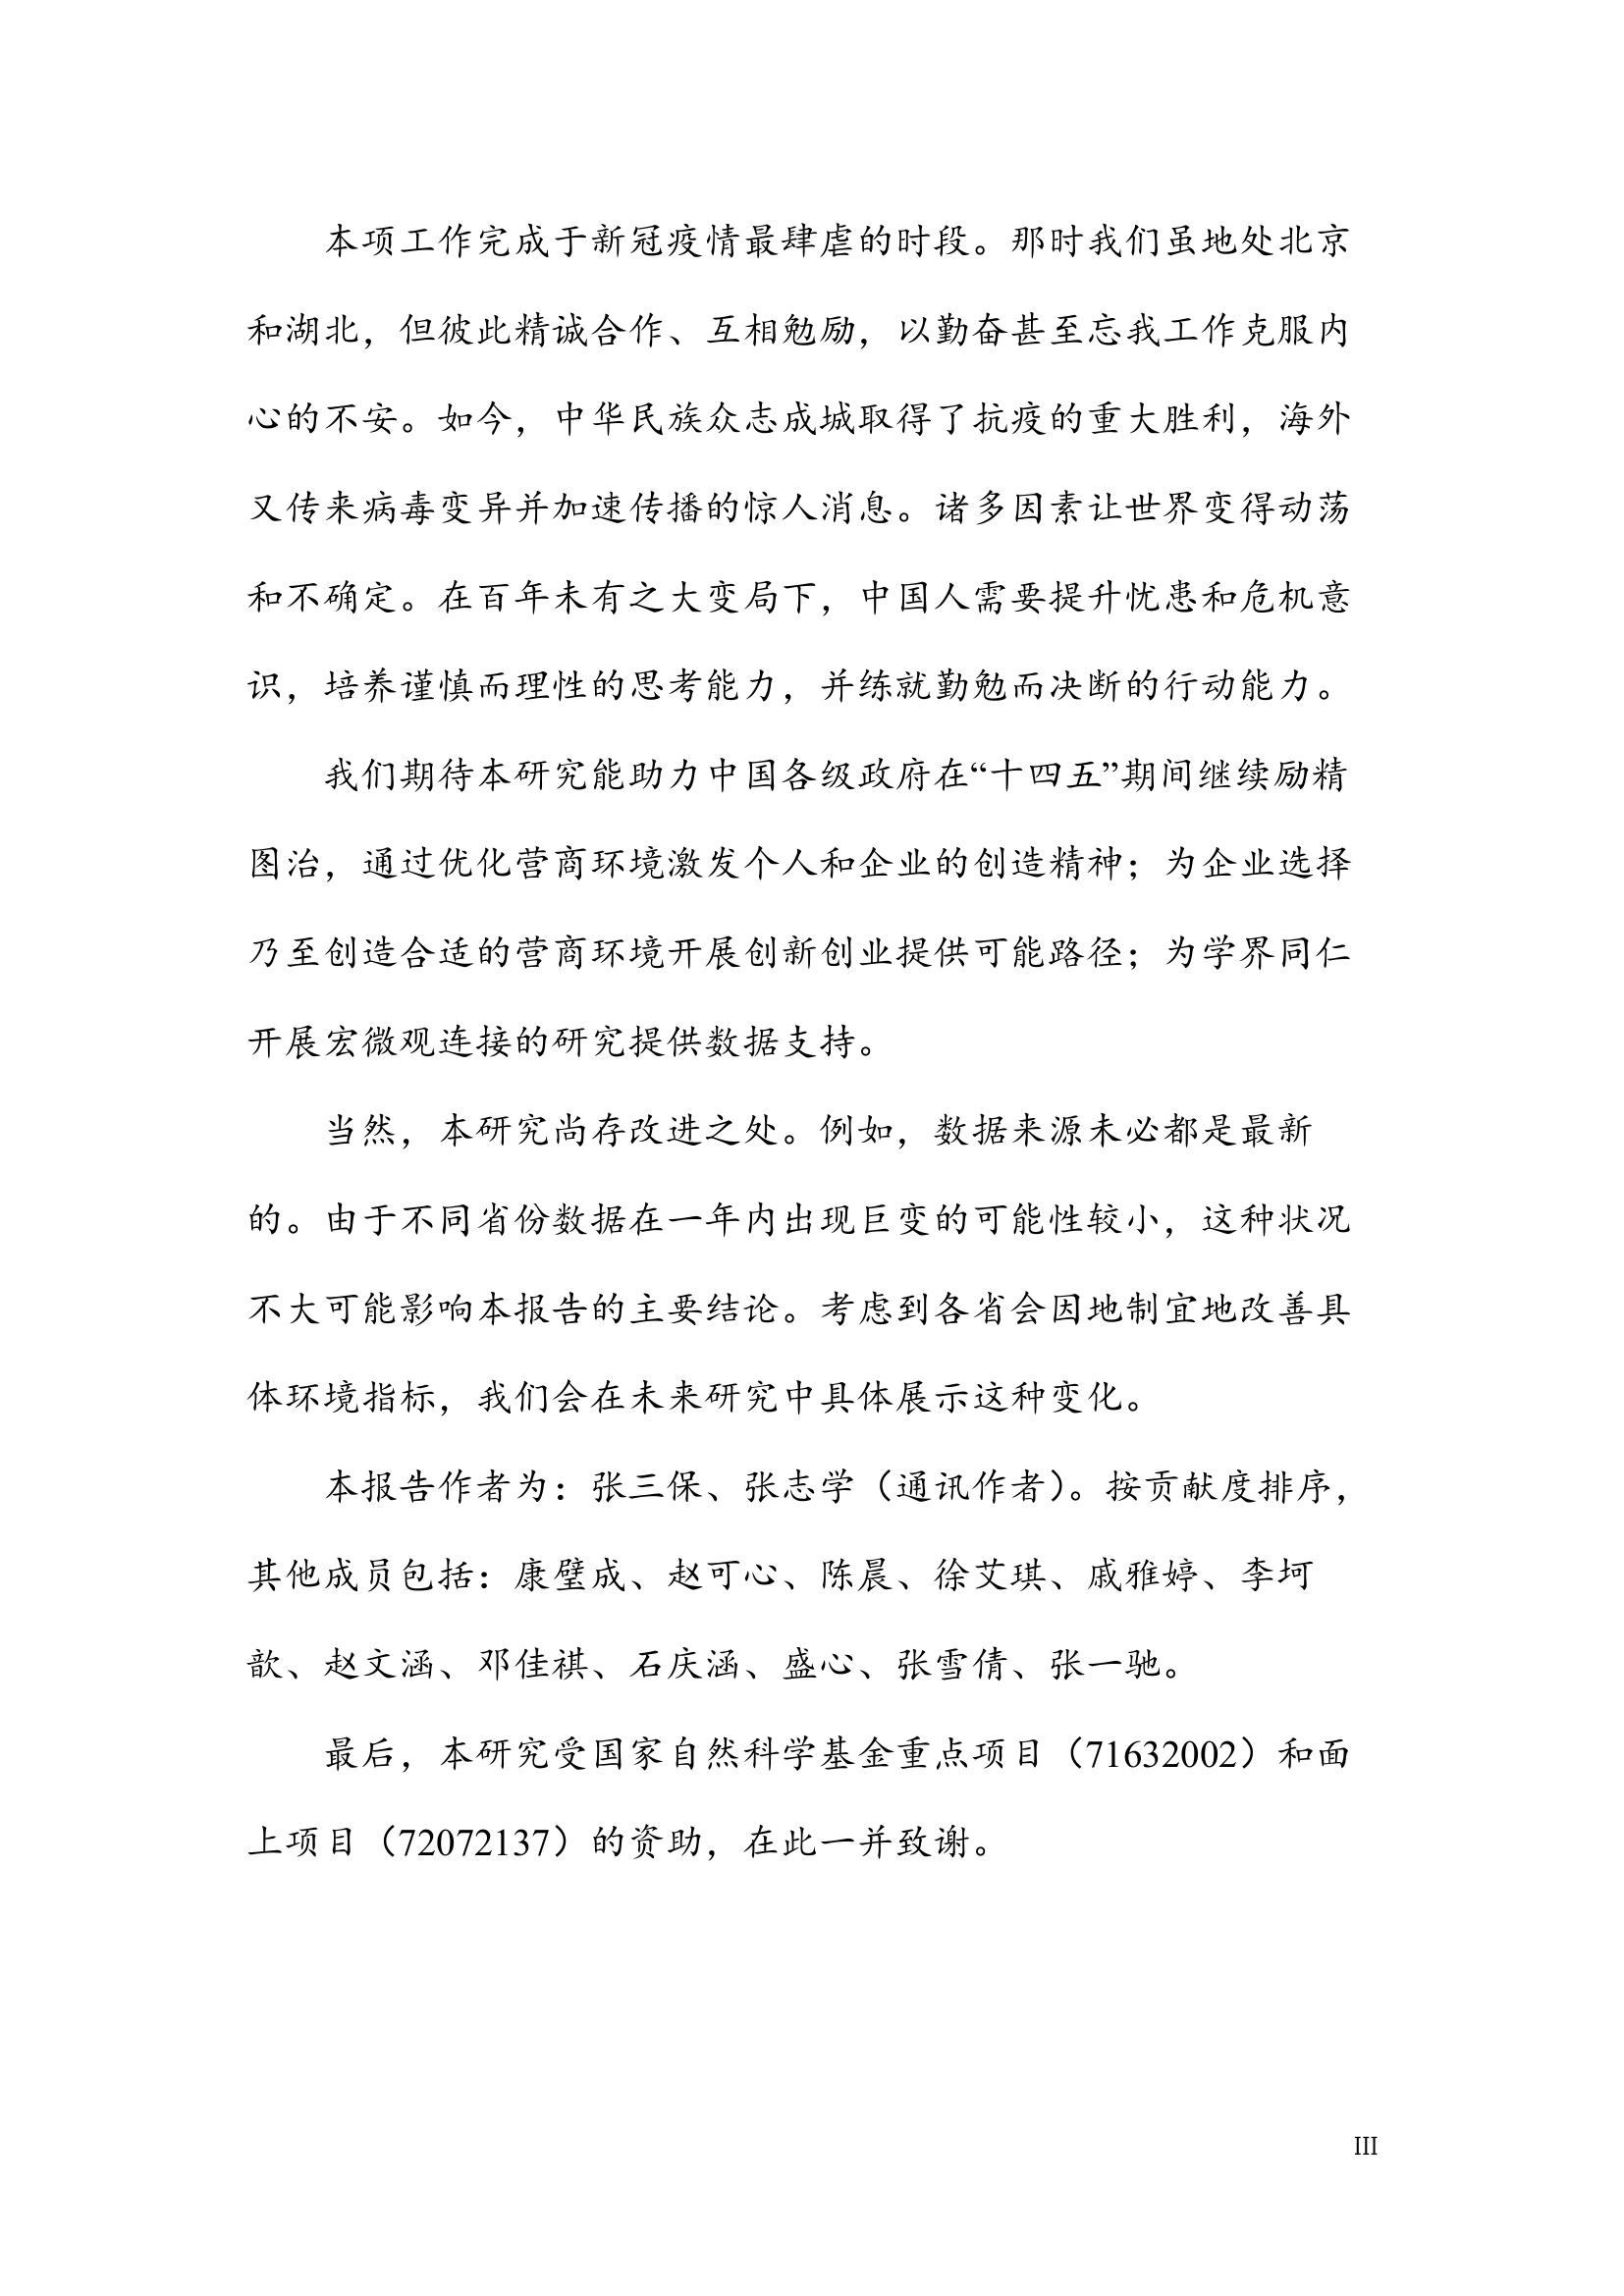 本项工作完成于新冠疫情最肆虐的时段。那时我们虽地处北京
和湖北，但彼此精诚合作、互相勉励，以勤奋甚至忘我工作克服内
心的不安。如今，中华民族众志成城取得了抗疫的重大胜利，海外
又传来病毒变异并加速传播的惊人消息。诸多因素让世界变得动荡
和不确定。在百年未有之大变局下，中国人需要提升忧患和危机意
识，培养谨慎而理性的思考能力，并练就勤勉而决断的行动能力。
我们期待本研究能助力中国各级政府在“十四五”期间继续励精
图治，通过优化营商环境激发个人和企业的创造精神；为企业选择
乃至创造合适的营商环境开展创新创业提供可能路径；为学界同仁
开展宏微观连接的研究提供数据支持。
当然，本研究尚存改进之处。例如，数据来源未必都是最新
的。由于不同省份数据在一年内出现巨变的可能性较小，这种状况
不大可能影响本报告的主要结论。考虑到各省会因地制宜地改善具
体环境指标，我们会在未来研究中具体展示这种变化。
本报告作者为：张三保、张志学（通讯作者）。按贡献度排序，
其他成员包括：康璧成、赵可心、陈晨、徐艾琪、戚雅婷、李坷
歆、赵文涵、邓佳祺、石庆涵、盛心、张雪倩、张一驰。
最后，本研究受国家自然科学基金重点项目（71632002）和面
上项目（72072137）的资助，在此一并致谢。
III